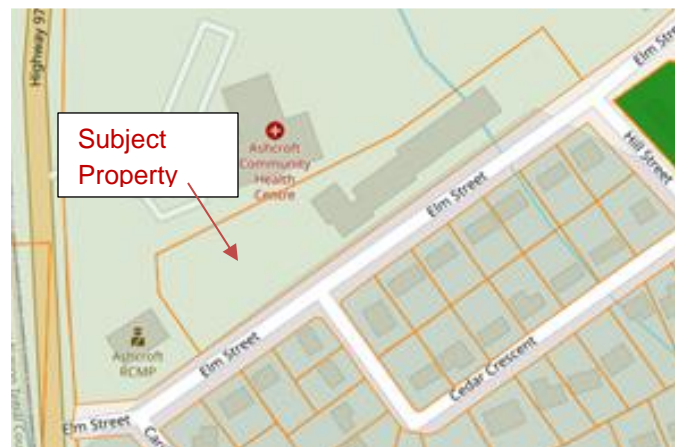 Highway 97
Elm Street
Subject
Property
Ashcroft
Community
Health
Centre
Hill Street
Elm Street
Ashcroft
RCMP
Elm Street
Cedar Crescent
Elm Street